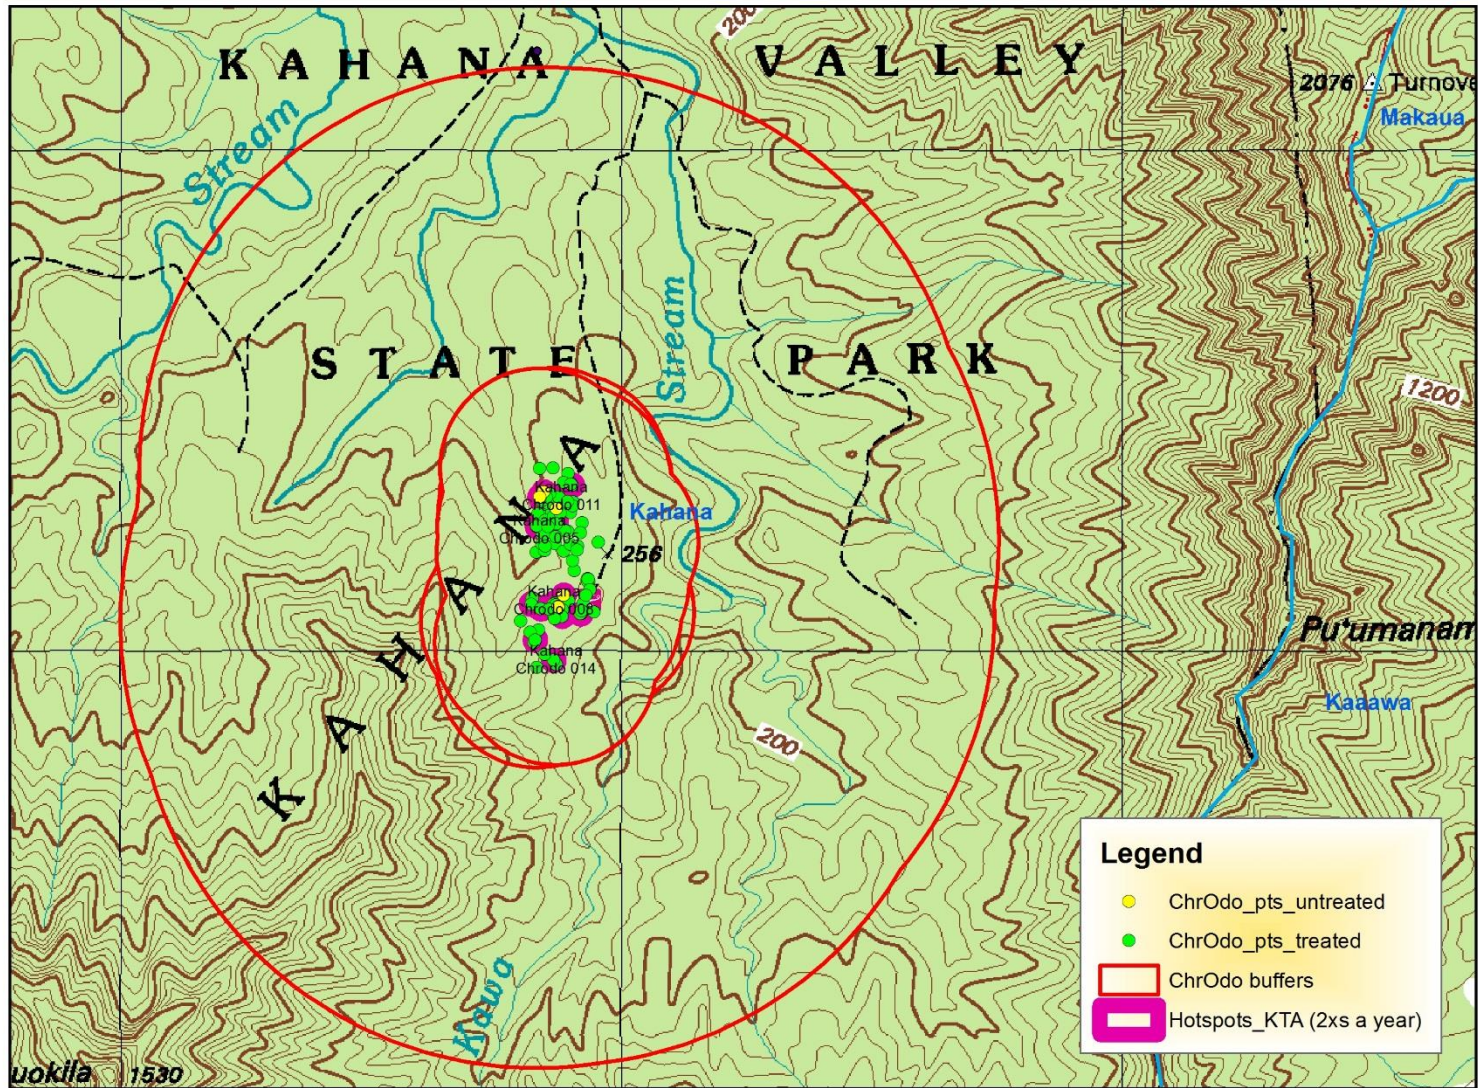 200
KAHANA VALLEY
2076 Turnove
Makaua
Stream
STATE PARK
Stream
1200
KAHANA
Kahana
Chrodo 011
Kahana
Chrodo 005
Kahana
256
Kahana
Chrodo 008
Kahana
Chrodo 014
Pu'umanam
Kaaawa
200
Kawa
uokila 1530
Legend
ChrOdo_pts_untreated
ChrOdo_pts_treated
ChrOdo buffers
Hotspots_KTA (2xs a year)